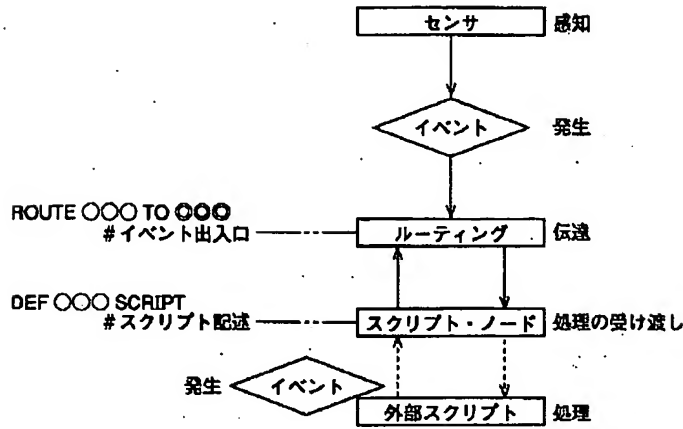 センサ 感知
イベント 発生
ROUTE ○○○ TO ◎◎◎
#イベント出入口 ルーティング 伝達
DEF ○○○ SCRIPT
#スクリプト記述 スクリプト・ノード 処理の受け渡し
発生 イベント
外部スクリプト 処理